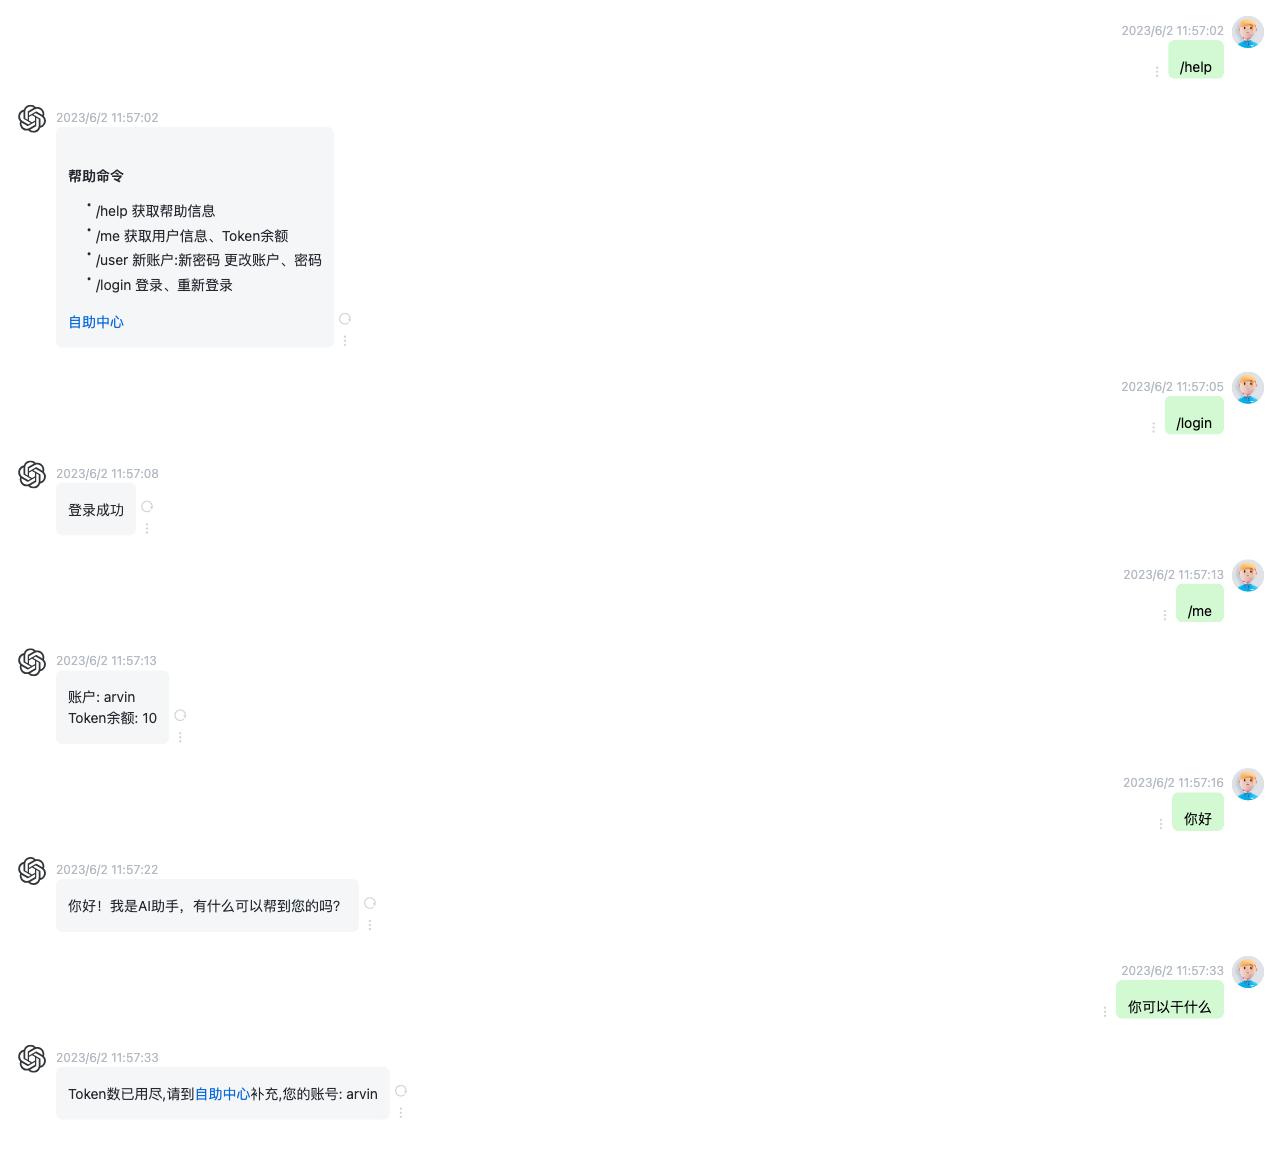 2023/6/2 11:57:02
/help
2023/6/2 11:57:02
帮助命令
• /help 获取帮助信息
• /me 获取用户信息、Token余额
• /user 新账户:新密码 更改账户、密码
• /login 登录、重新登录
自助中心
2023/6/2 11:57:05
/login
2023/6/2 11:57:08
登录成功
2023/6/2 11:57:13
/me
2023/6/2 11:57:13
账户: arvin
Token余额: 10
2023/6/2 11:57:16
你好
2023/6/2 11:57:22
你好！我是AI助手，有什么可以帮到您的吗？
2023/6/2 11:57:33
你可以干什么
2023/6/2 11:57:33
Token数已用尽,请到自助中心补充,您的账号: arvin